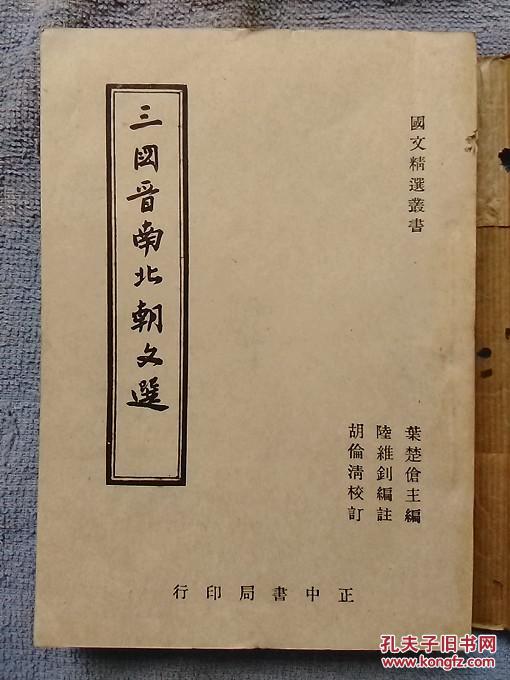 國文精選叢書
葉楚傖主編
陸維釗編註
胡倫清校訂
三國晋南北朝文選
正中書局印行
孔夫子旧书网
www.kongfz.com